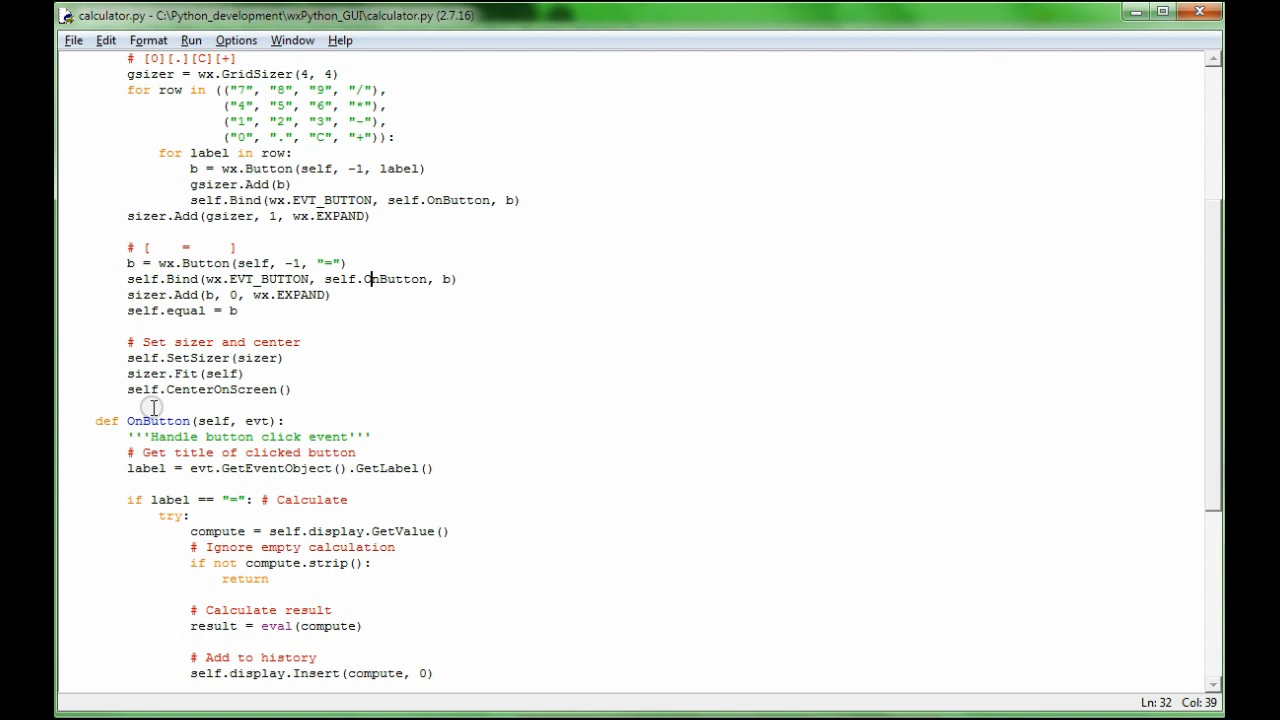 calculator.py - C:\Python_development\wxPython_GUI\calculator.py (2.7.16)
File Edit Format Run Options Window Help
# [0][.][C][+]
gsizer = wx.GridSizer(4, 4)
for row in (("7", "8", "9", "/"),
("4", "5", "6", "*"),
("1", "2", "3", "-"),
("0", ".", "C", "+")):
for label in row:
b = wx.Button(self, -1, label)
gsizer.Add(b)
self.Bind(wx.EVT_BUTTON, self.OnButton, b)
sizer.Add(gsizer, 1, wx.EXPAND)
# [    =     ]
b = wx.Button(self, -1, "=")
self.Bind(wx.EVT_BUTTON, self.OnButton, b)
sizer.Add(b, 0, wx.EXPAND)
self.equal = b
# Set sizer and center
self.SetSizer(sizer)
sizer.Fit(self)
self.CenterOnScreen()
def OnButton(self, evt):
'''Handle button click event'''
# Get title of clicked button
label = evt.GetEventObject().GetLabel()
if label == "=": # Calculate
try:
compute = self.display.GetValue()
# Ignore empty calculation
if not compute.strip():
return
# Calculate result
result = eval(compute)
# Add to history
self.display.Insert(compute, 0)
Ln: 32 Col: 39